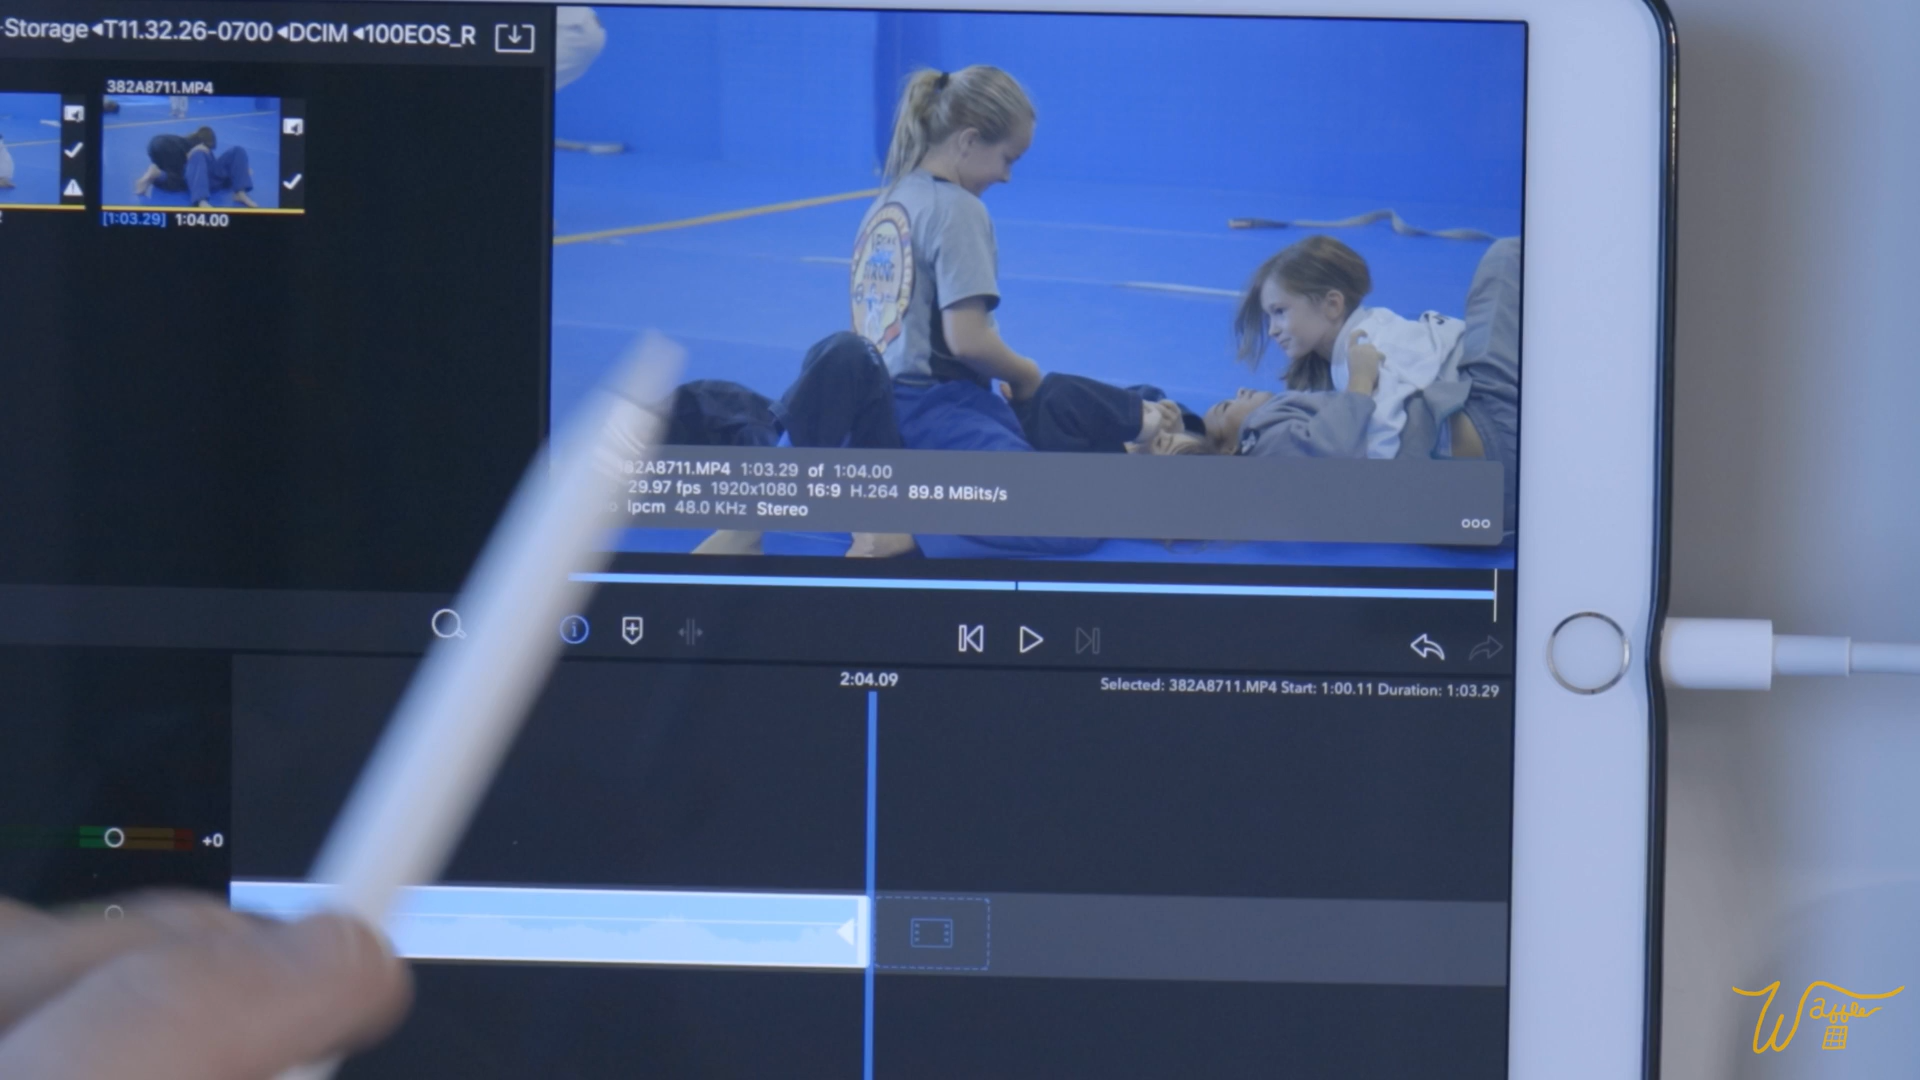 Storage◂T11.32.26-0700◂DCIM◂100EOS_R
382A8711.MP4
[1:03.29] 1:04.00
82A8711.MP4 1:03.29 of 1:04.00
29.97 fps 1920x1080 16:9 H.264 89.8 MBits/s
lpcm 48.0 KHz Stereo
2:04.09
Selected: 382A8711.MP4 Start: 1:00.11 Duration: 1:03.29
+0
Waffle